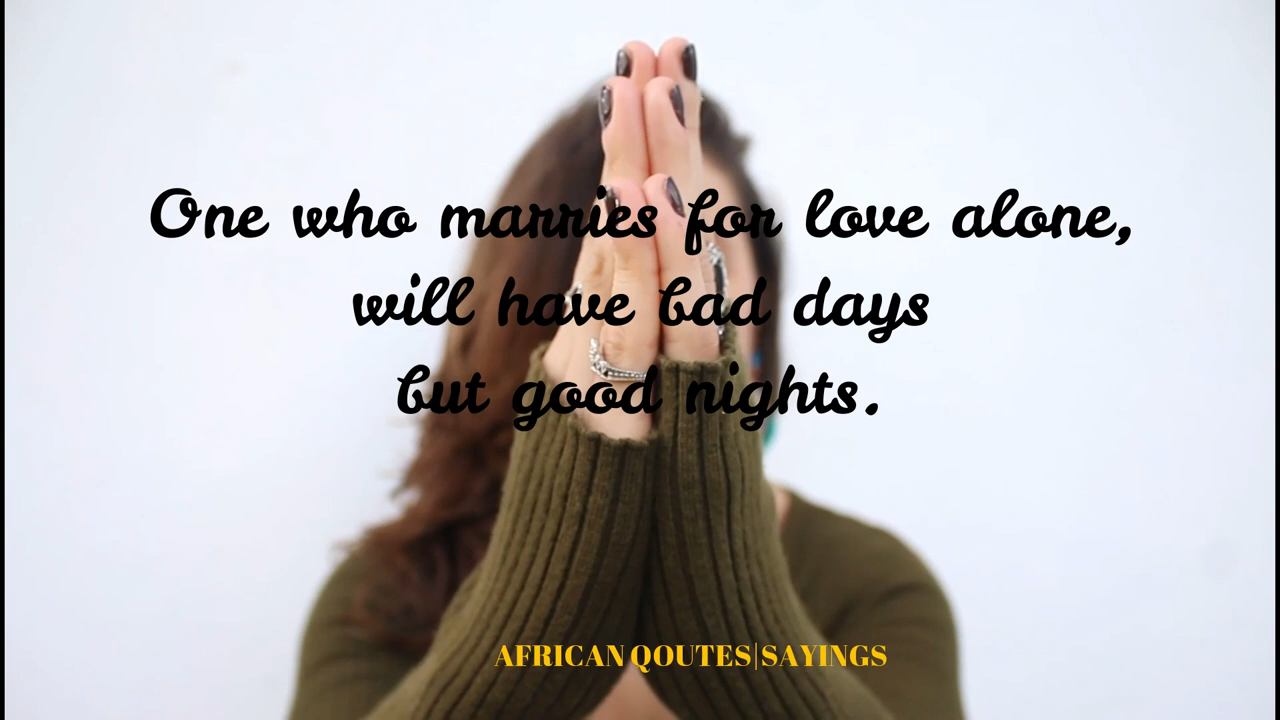 One who marries for love alone,
will have bad days
but good nights.
AFRICAN QOUTES|SAYINGS